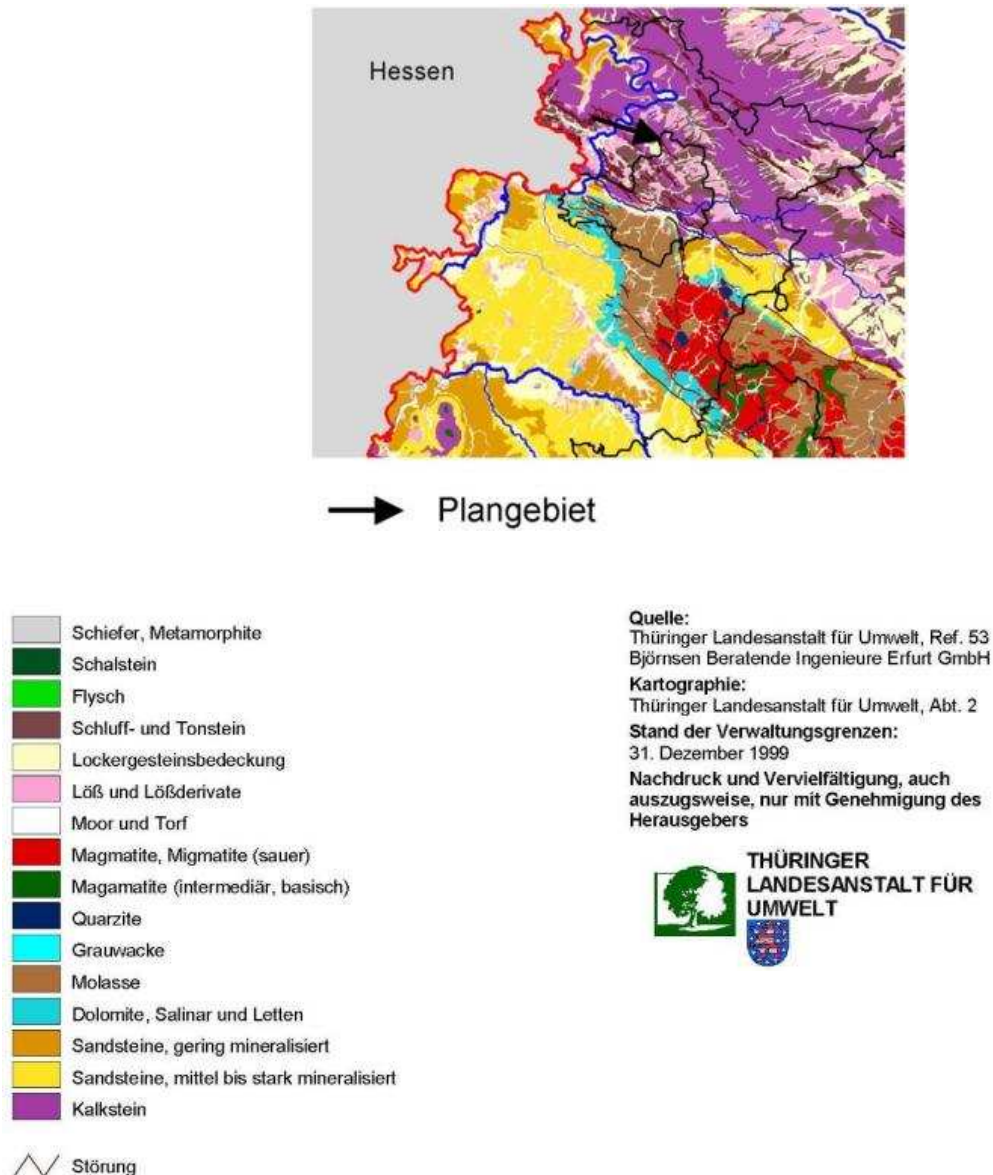 Hessen
Plangebiet
Schiefer, Metamorphite
Schalstein
Flysch
Schluff- und Tonstein
Lockergesteinsbedeckung
Löß und Lößderivate
Moor und Torf
Magmatite, Migmatite (sauer)
Magamatite (intermediär, basisch)
Quarzite
Grauwacke
Molasse
Dolomite, Salinar und Letten
Sandsteine, gering mineralisiert
Sandsteine, mittel bis stark mineralisiert
Kalkstein
Störung
Quelle:
Thüringer Landesanstalt für Umwelt, Ref. 53
Björnsen Beratende Ingenieure Erfurt GmbH
Kartographie:
Thüringer Landesanstalt für Umwelt, Abt. 2
Stand der Verwaltungsgrenzen:
31. Dezember 1999
Nachdruck und Vervielfältigung, auch
auszugsweise, nur mit Genehmigung des
Herausgebers
THÜRINGER
LANDESANSTALT FÜR
UMWELT